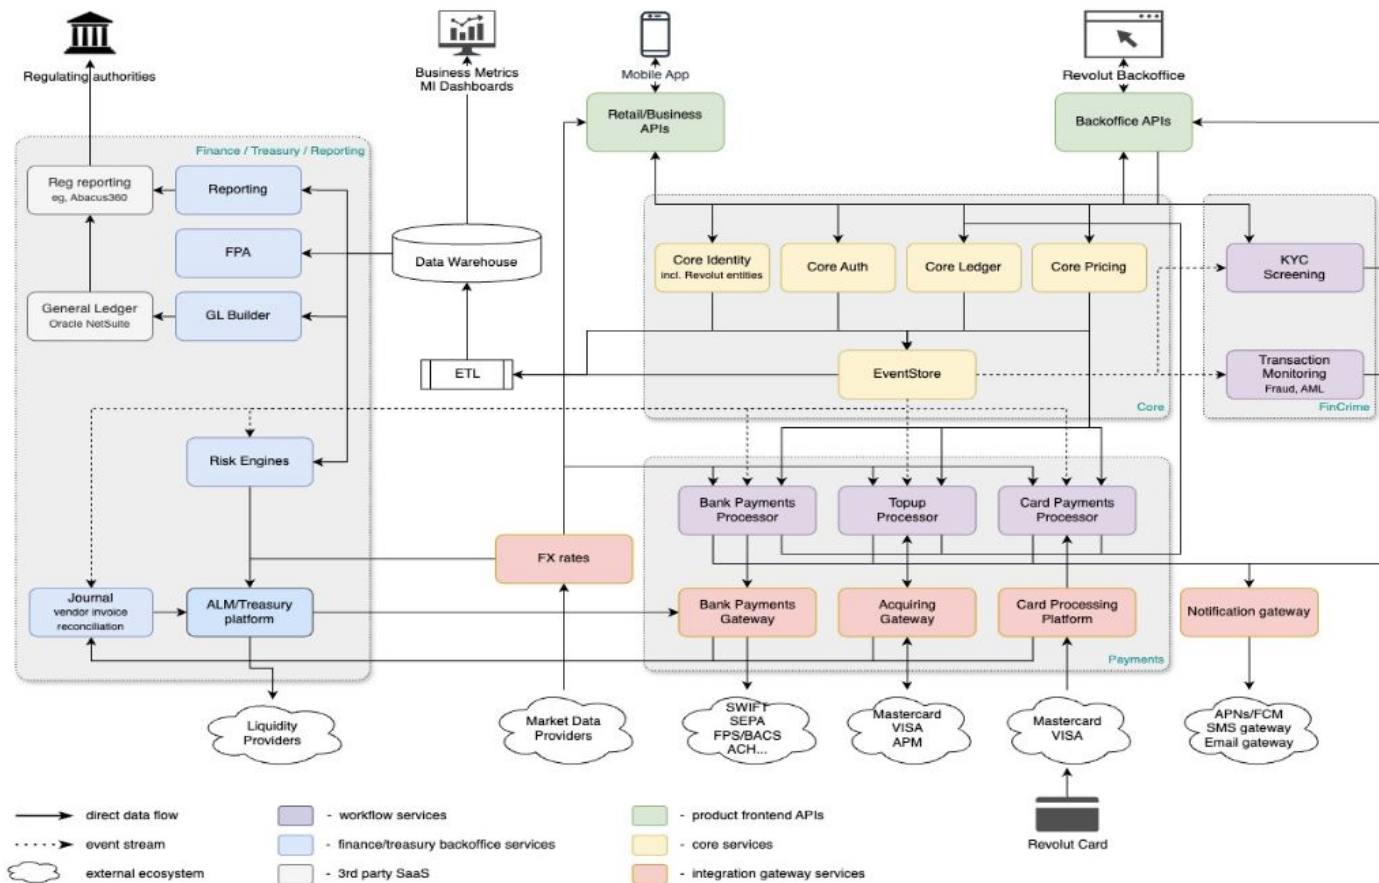 Regulating authorities
Business Metrics
MI Dashboards
Mobile App
Revolut Backoffice
Retail/Business
APIs
Backoffice APIs
Finance / Treasury / Reporting
Reg reporting
eg, Abacus360
Reporting
FPA
General Ledger
Oracle NetSuite
GL Builder
Data Warehouse
ETL
Core Identity
incl. Revolut entities
Core Auth
Core Ledger
Core Pricing
EventStore
Core
KYC
Screening
Transaction
Monitoring
Fraud, AML
FinCrime
Risk Engines
Bank Payments
Processor
Topup
Processor
Card Payments
Processor
FX rates
Journal
vendor invoice
reconciliation
ALM/Treasury
platform
Bank Payments
Gateway
Acquiring
Gateway
Card Processing
Platform
Notification gateway
Payments
Liquidity
Providers
Market Data
Providers
SWIFT
SEPA
FPS/BACS
ACH...
Mastercard
VISA
APM
Mastercard
VISA
APNs/FCM
SMS gateway
Email gateway
direct data flow
- workflow services
- product frontend APIs
event stream
- finance/treasury backoffice services
- core services
Revolut Card
external ecosystem
- 3rd party SaaS
- integration gateway services